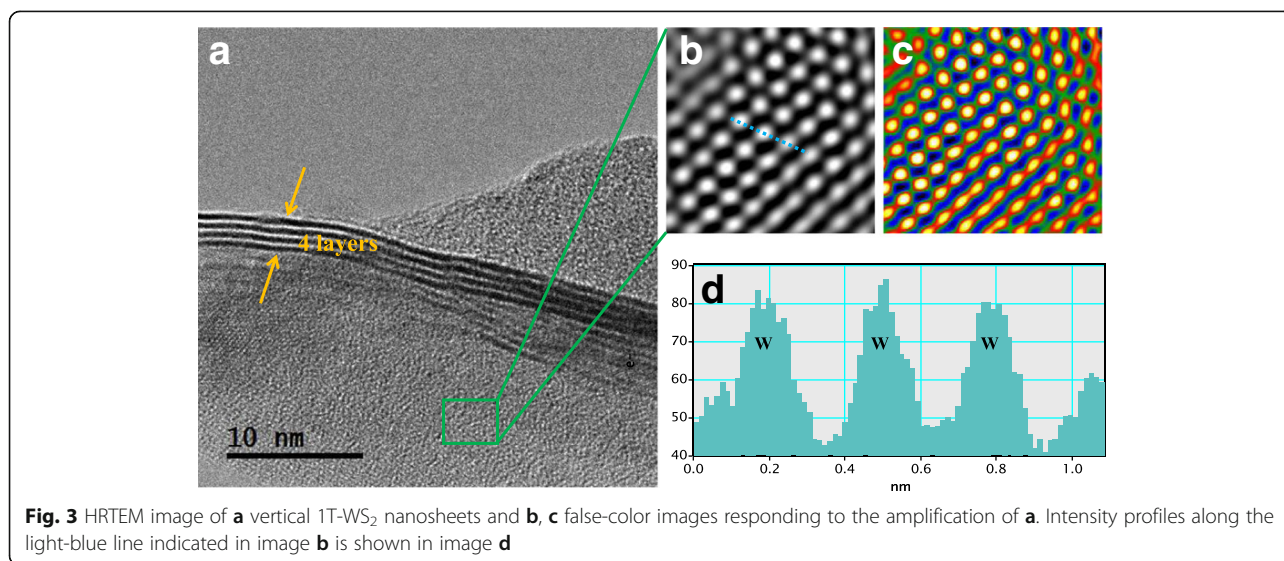 a
b
c
4 layers
10 nm
d
90
80
70
60
50
40
W
W
W
0.0
0.2
0.4
0.6
0.8
1.0
nm
Fig. 3 HRTEM image of a vertical 1T-WS₂ nanosheets and b, c false-color images responding to the amplification of a. Intensity profiles along the
light-blue line indicated in image b is shown in image d